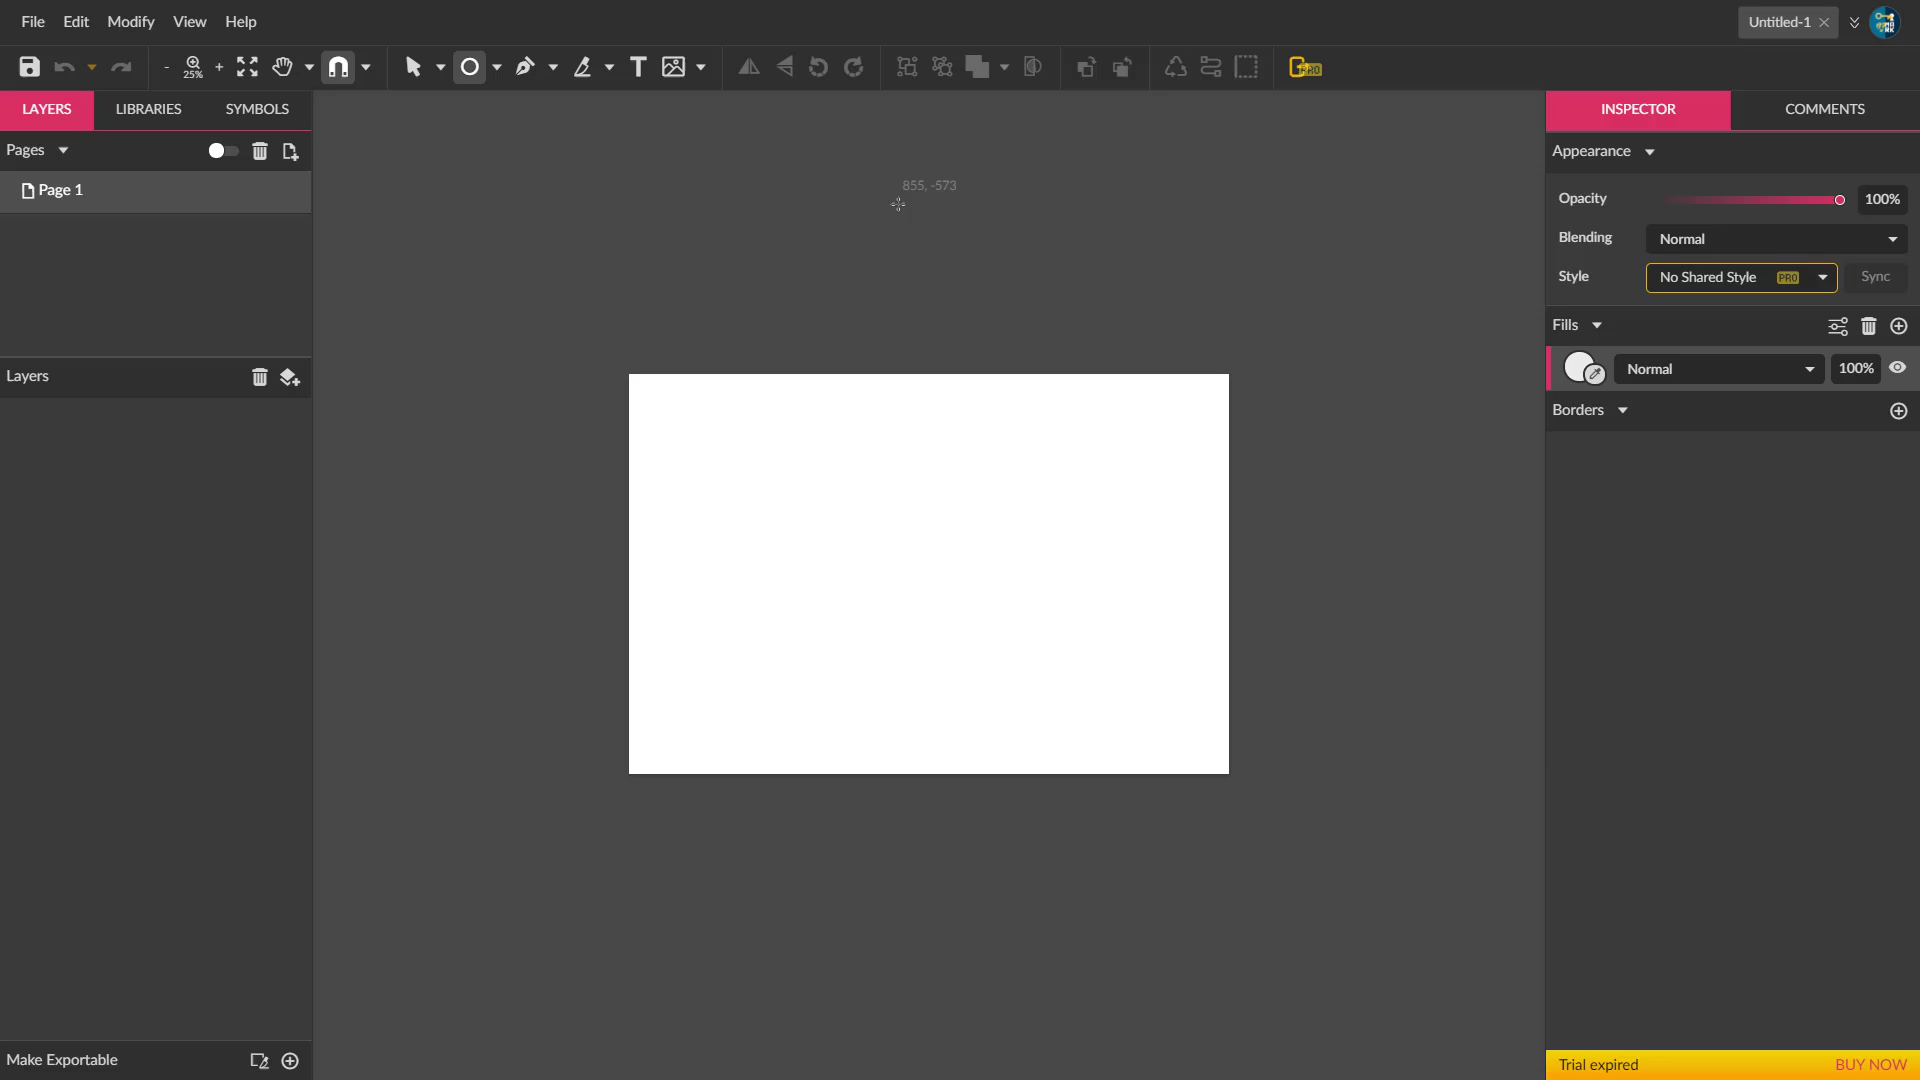 File Edit Modify View Help
Untitled-1
25%
PRO
LAYERS LIBRARIES SYMBOLS
INSPECTOR COMMENTS
Pages
Appearance
Page 1
855, -573
Opacity 100%
Blending Normal
Style No Shared Style PRO Sync
Fills
Layers
Normal 100%
Borders
Make Exportable
Trial expired BUY NOW